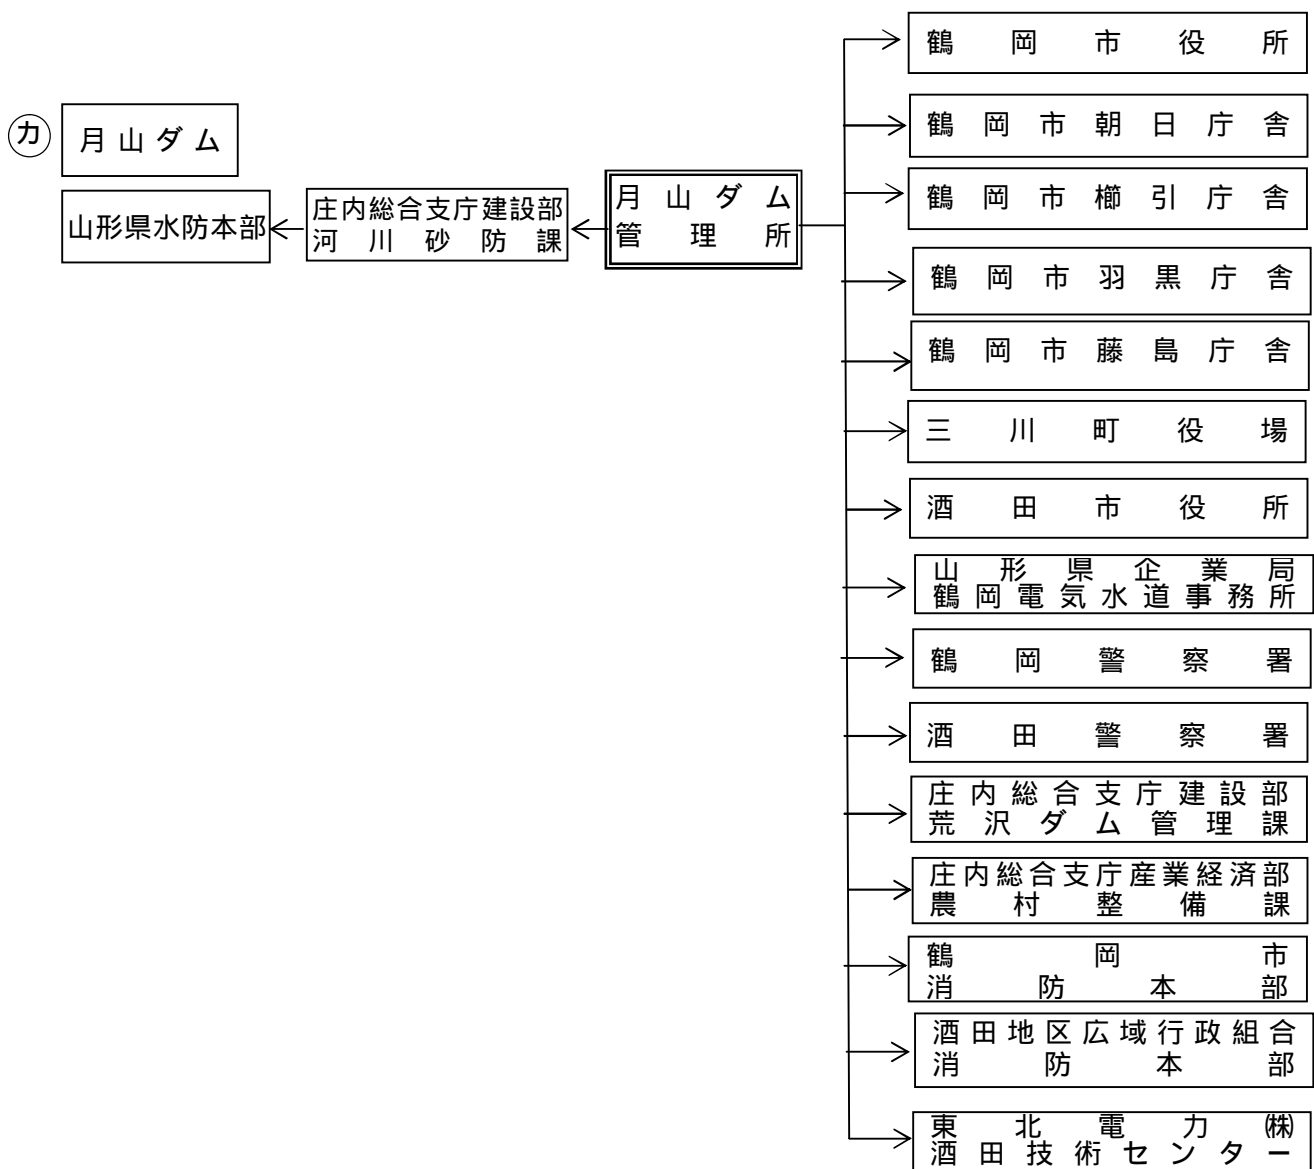 ㋕
月山ダム
山形県水防本部
庄内総合支庁建設部
河川砂防課
月山ダム
管理所
鶴岡市役所
鶴岡市朝日庁舎
鶴岡市櫛引庁舎
鶴岡市羽黒庁舎
鶴岡市藤島庁舎
三川町役場
酒田市役所
山形県企業局
鶴岡電気水道事務所
鶴岡警察署
酒田警察署
庄内総合支庁建設部
荒沢ダム管理課
庄内総合支庁産業経済部
農村整備課
鶴岡市
消防本部
酒田地区広域行政組合
消防本部
東北電力㈱
酒田技術センター